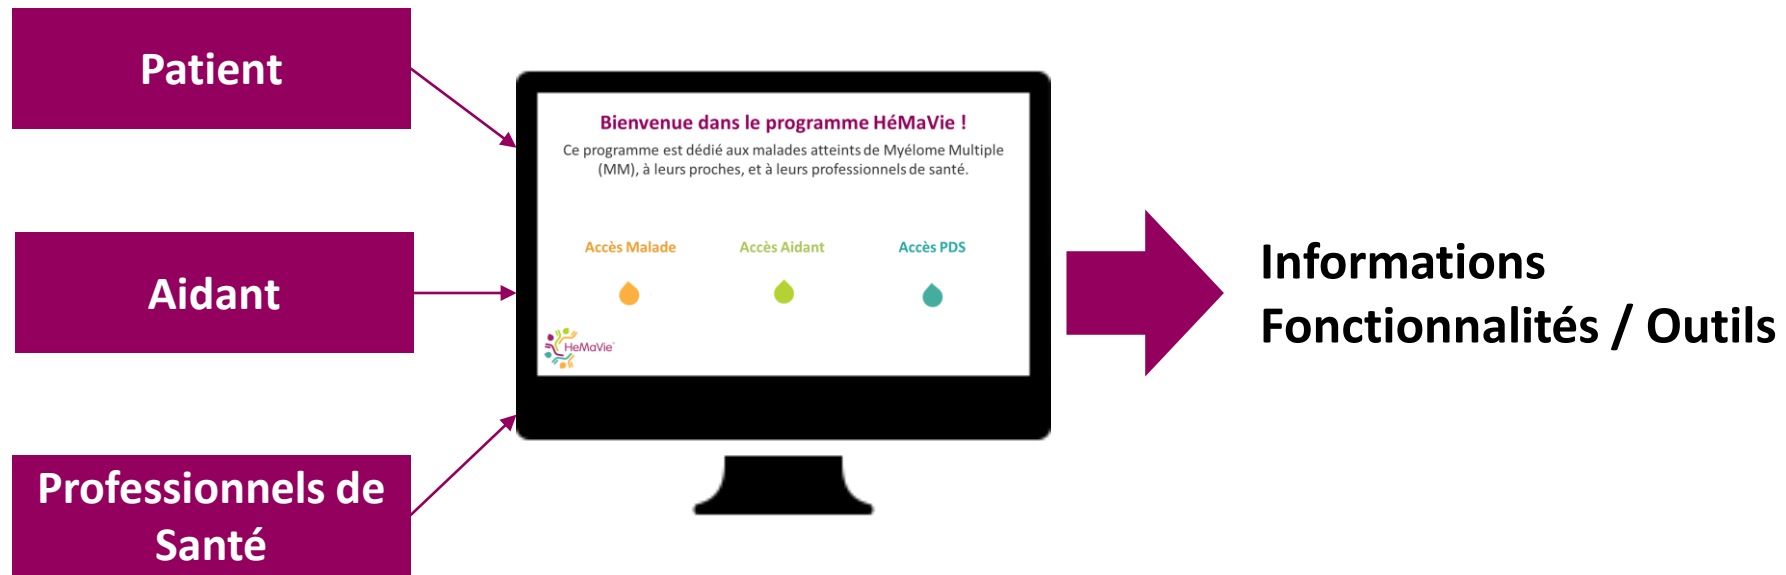 Patient
Aidant
Professionnels de
Santé
Bienvenue dans le programme HéMaVie !
Ce programme est dédié aux malades atteints de Myélome Multiple
(MM), à leurs proches, et à leurs professionnels de santé.
Accès Malade
Accès Aidant
Accès PDS
HeMaVie
Informations
Fonctionnalités / Outils